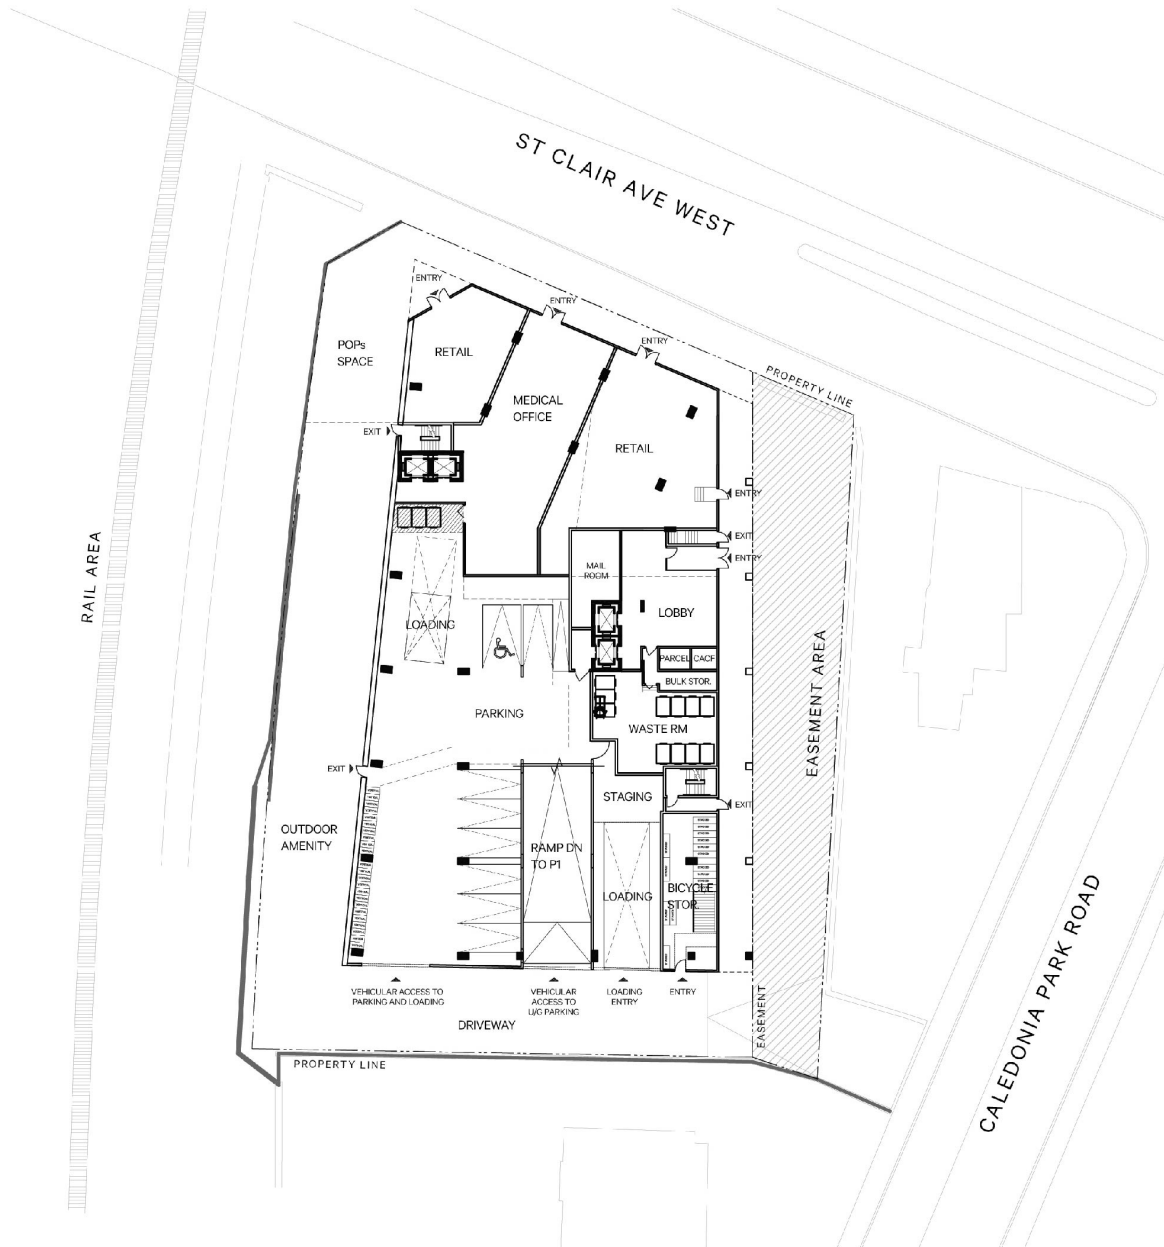 ST CLAIR AVE WEST
ENTRY
ENTRY
ENTRY
POPs
SPACE
RETAIL
PROPERTY LINE
MEDICAL
OFFICE
EXIT
RETAIL
ENTRY
EXIT
ENTRY
RAIL AREA
MAIL
ROOM
LOADING
LOBBY
PARCEL
CACF
BULK STOR.
EASEMENT AREA
PARKING
WASTE RM
EXIT
STAGING
EXIT
OUTDOOR
AMENITY
RAMP DN
TO P1
LOADING
BICYCLE
STOR.
CALEDONIA PARK ROAD
VEHICULAR ACCESS TO
PARKING AND LOADING
VEHICULAR
ACCESS TO
U/G PARKING
LOADING
ENTRY
ENTRY
EASEMENT
DRIVEWAY
PROPERTY LINE